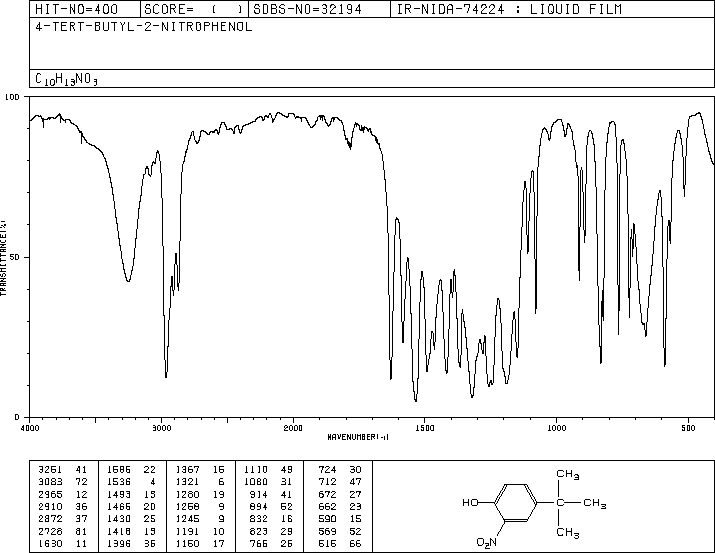 HIT-NO=400 SCORE= ( ) SDBS-NO=32194 IR-NIDA-74224 : LIQUID FILM
4-TERT-BUTYL-2-NITROPHENOL
C10H13NO3
100
TRANSMITTANCE(%)
50
0
4000 3000 2000 1500 1000 500
WAVENUMBER(-1)
3261 41 1586 22 1367 16 1110 49 724 30
3083 72 1536 4 1321 6 1080 31 712 47
2965 12 1493 15 1280 19 914 41 672 27
2910 36 1466 20 1258 9 894 52 662 23
2872 37 1430 25 1245 9 832 16 590 15
2728 81 1418 13 1191 10 823 29 569 52
1630 11 1396 36 1150 17 766 26 516 66
CH3
HO
C
CH3
O2N
CH3